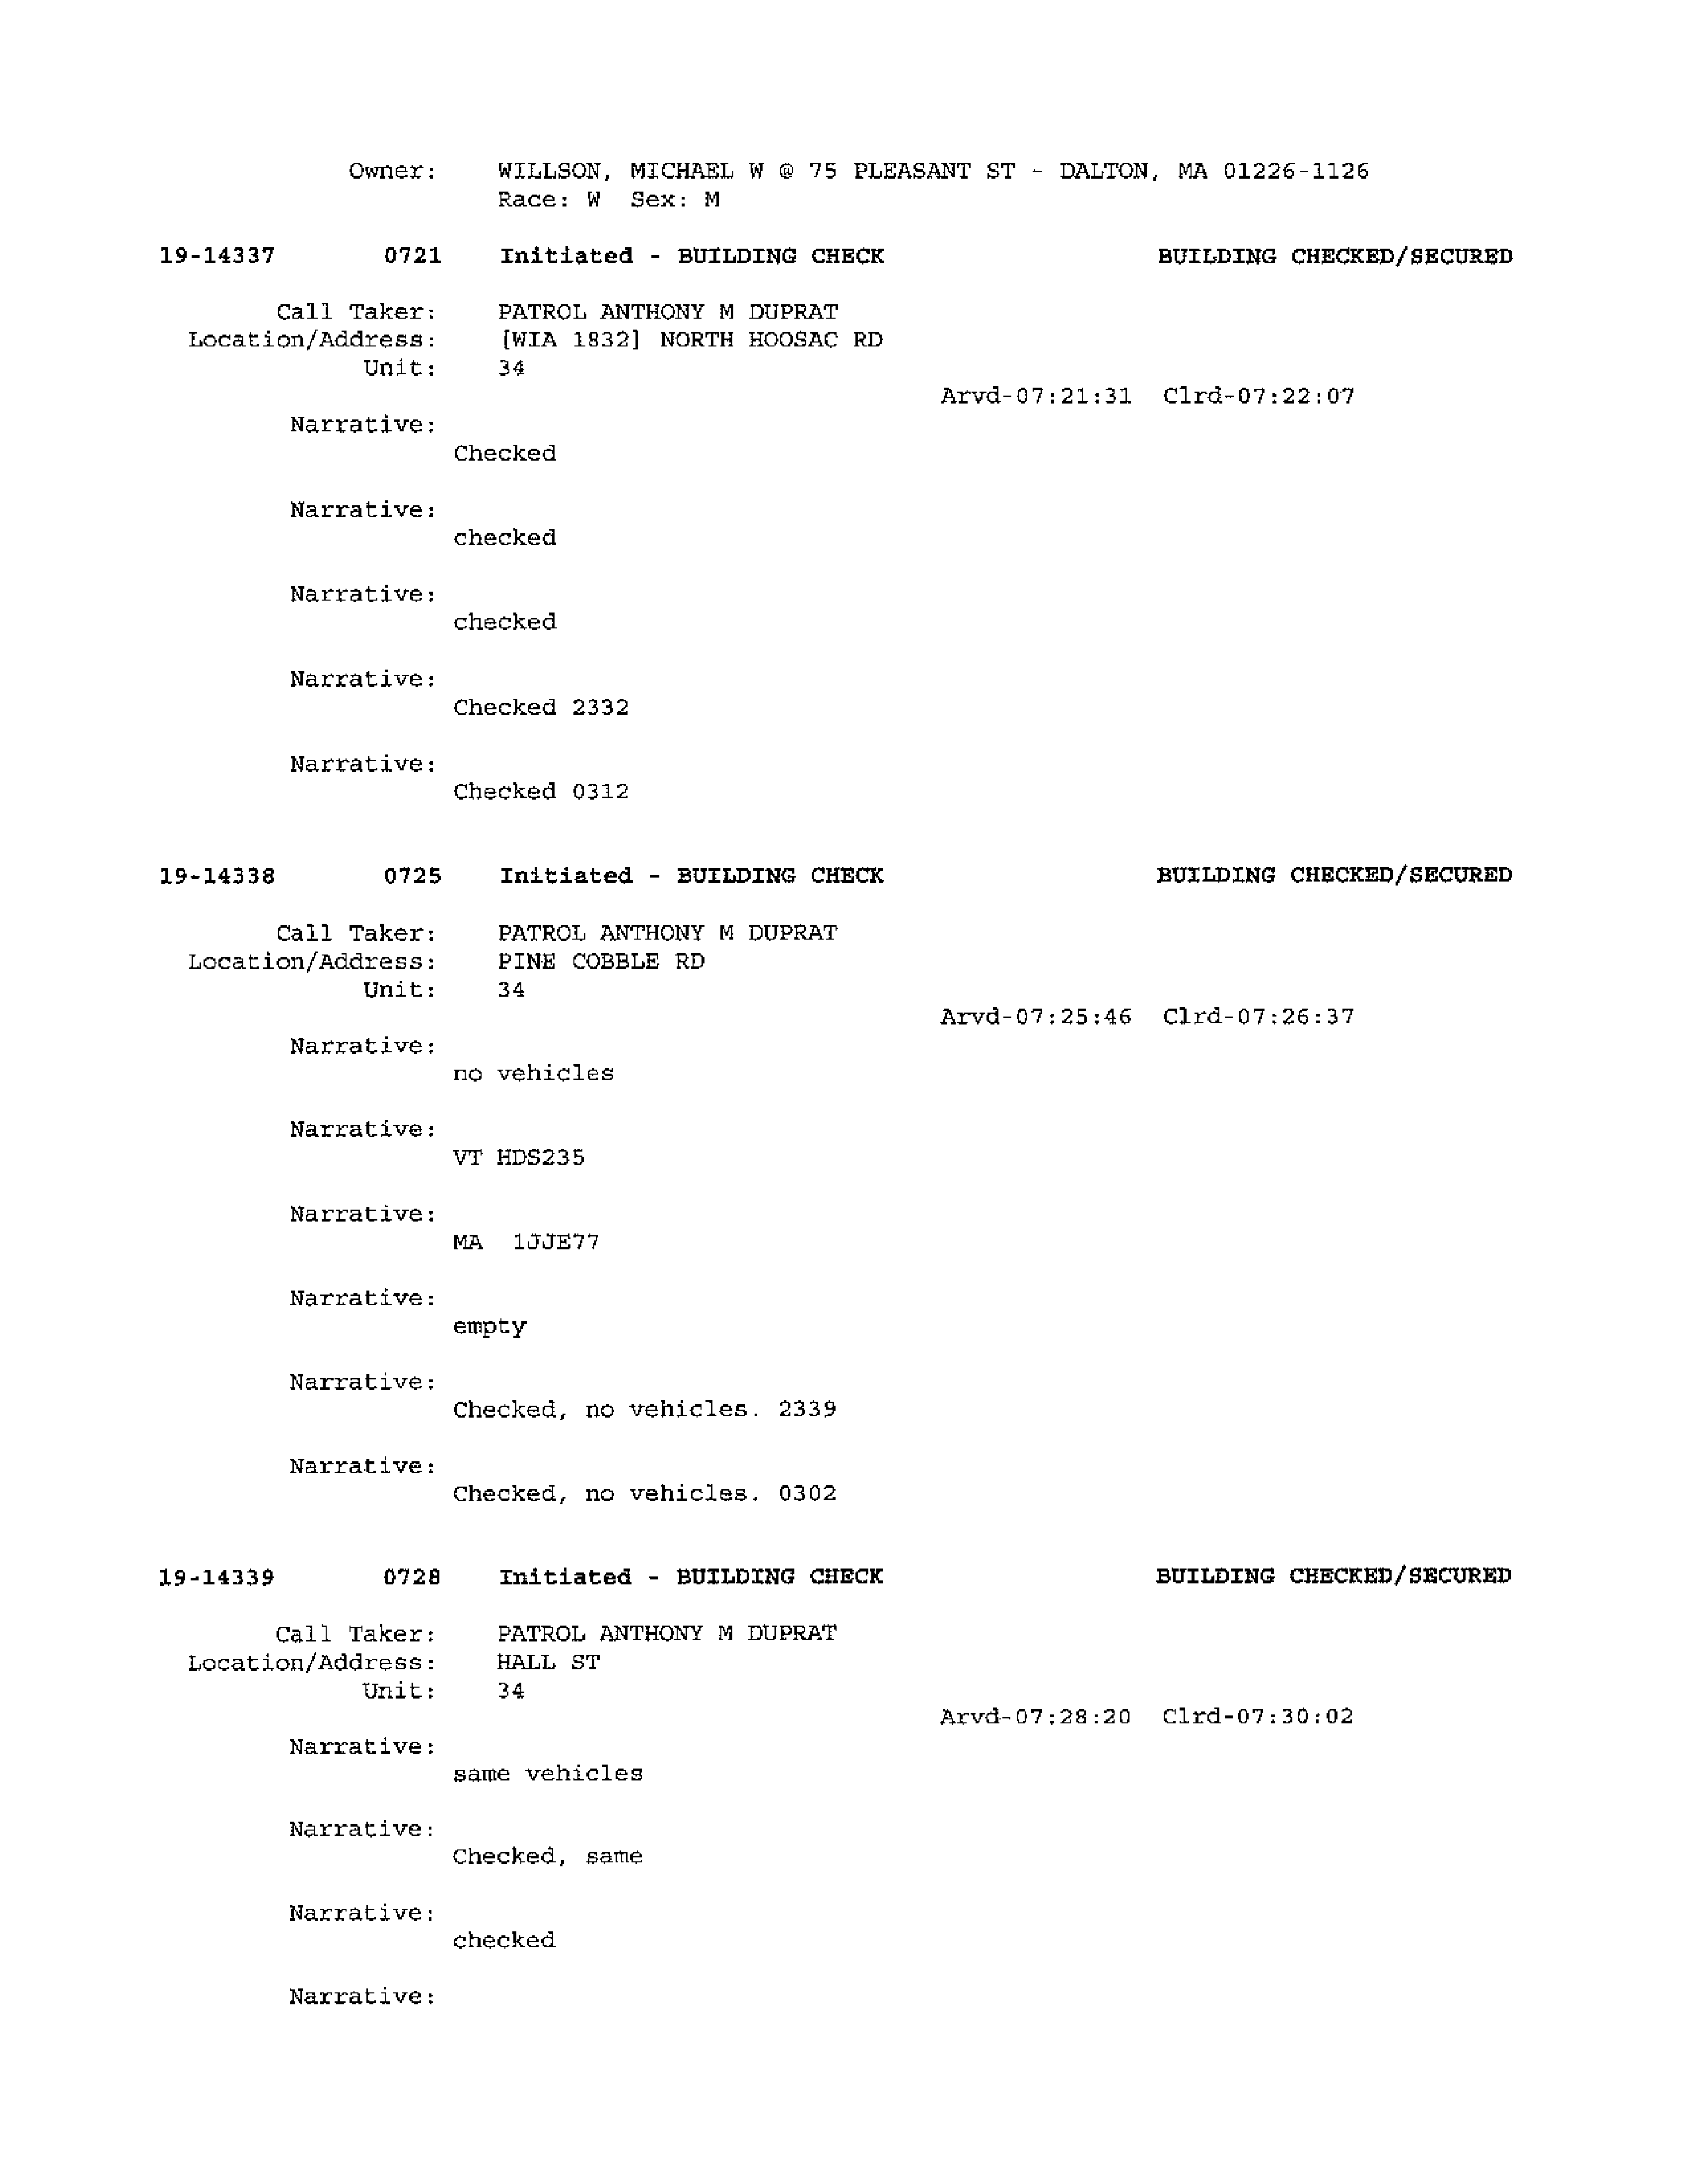 Owner: WILLSON, MICHAEL W @ 75 PLEASANT ST - DALTON, MA 01226-1126
Race: W Sex: M
19-14337 0721 Initiated - BUILDING CHECK BUILDING CHECKED/SECURED
Call Taker: PATROL ANTHONY M DUPRAT
Location/Address: [WIA 1832] NORTH HOOSAC RD
Unit: 34
Arvd-07:21:31 Clrd-07:22:07
Narrative:
Checked
Narrative:
checked
Narrative:
checked
Narrative:
Checked 2332
Narrative:
Checked 0312
19-14338 0725 Initiated - BUILDING CHECK BUILDING CHECKED/SECURED
Call Taker: PATROL ANTHONY M DUPRAT
Location/Address: PINE COBBLE RD
Unit: 34
Arvd-07:25:46 Clrd-07:26:37
Narrative:
no vehicles
Narrative:
VT HDS235
Narrative:
MA 1JJE77
Narrative:
empty
Narrative:
Checked, no vehicles. 2339
Narrative:
Checked, no vehicles. 0302
19-14339 0728 Initiated - BUILDING CHECK BUILDING CHECKED/SECURED
Call Taker: PATROL ANTHONY M DUPRAT
Location/Address: HALL ST
Unit: 34
Arvd-07:28:20 Clrd-07:30:02
Narrative:
same vehicles
Narrative:
Checked, same
Narrative:
checked
Narrative: